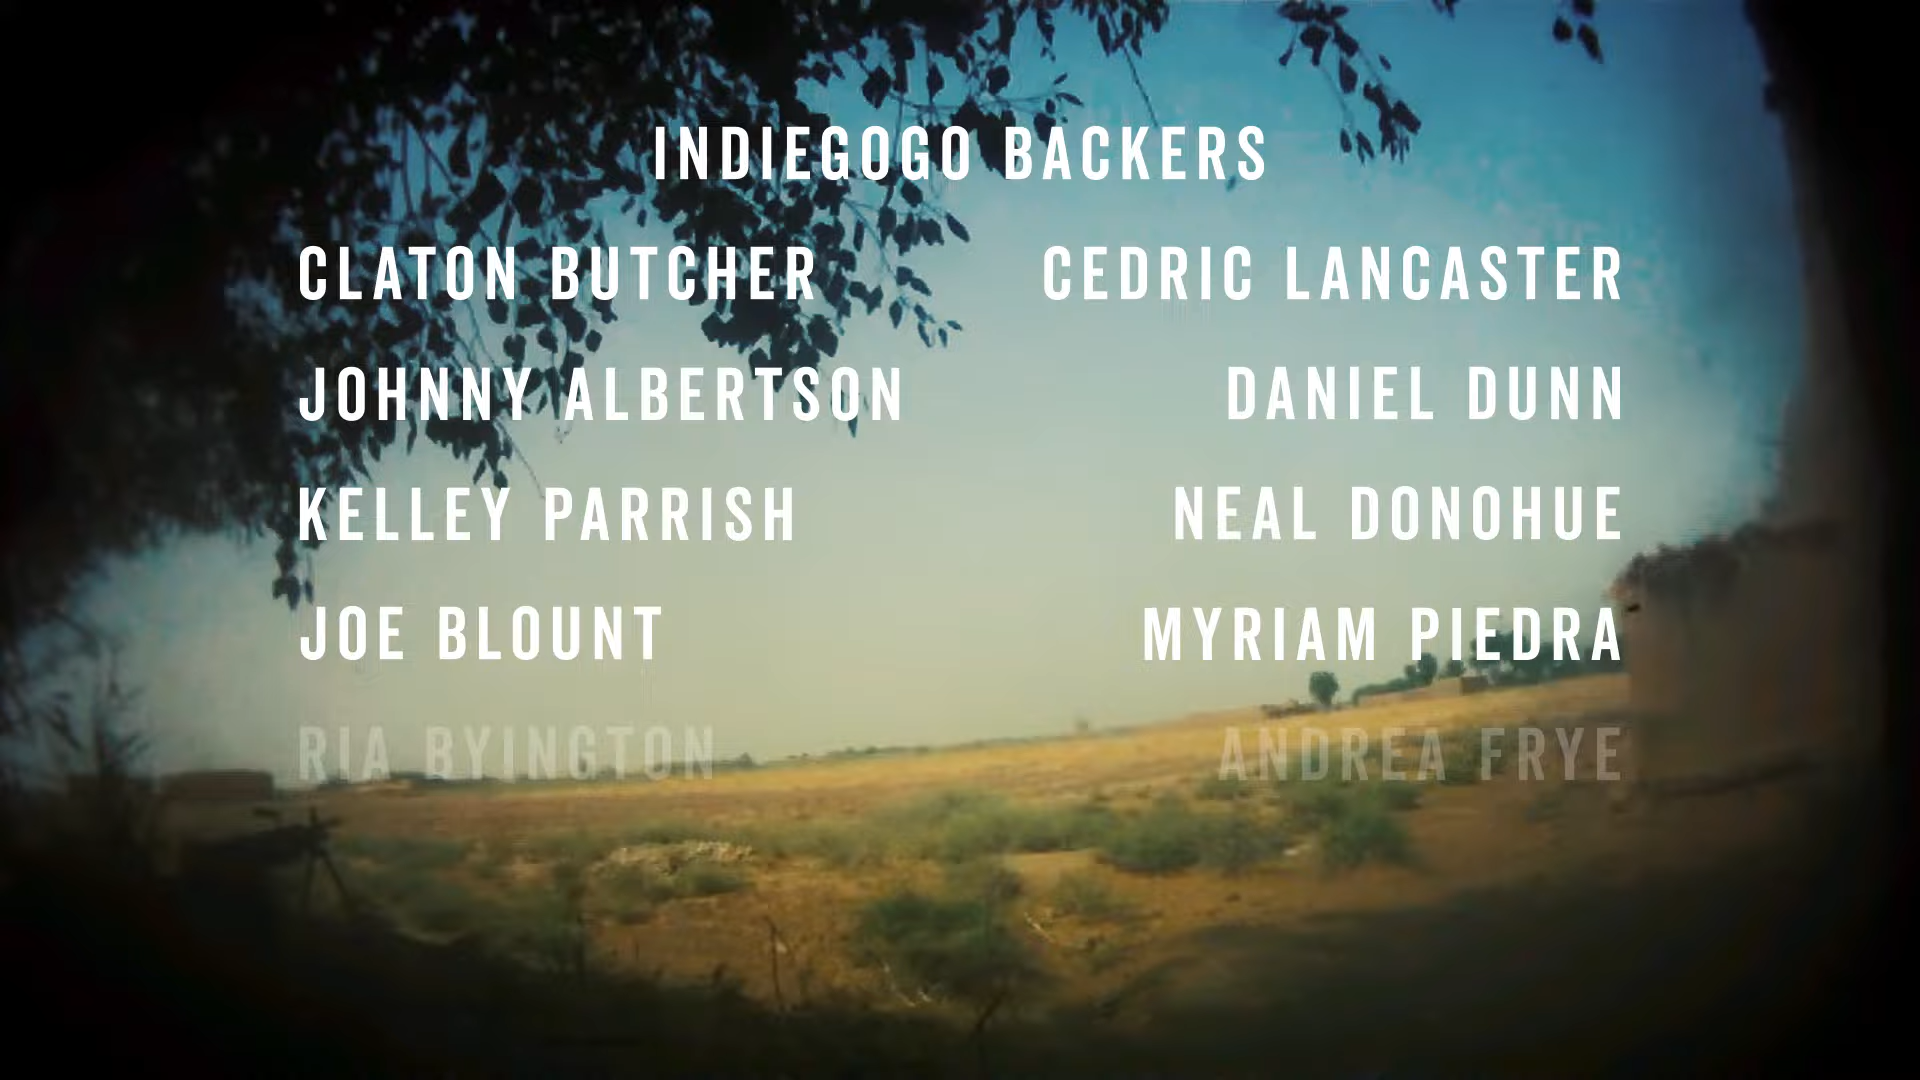 INDIEGOGO BACKERS
CLATON BUTCHER CEDRIC LANCASTER
JOHNNY ALBERTSON DANIEL DUNN
KELLEY PARRISH NEAL DONOHUE
JOE BLOUNT MYRIAM PIEDRA
RIA BYINGTON ANDREA FRYE